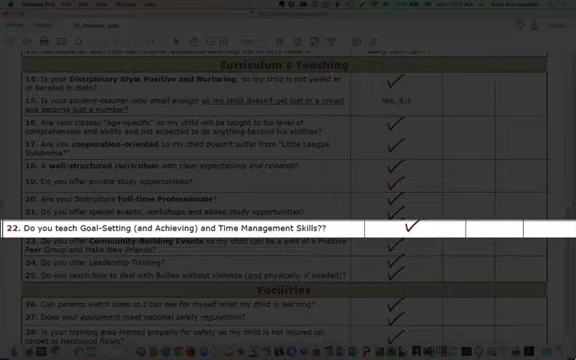 Curriculum & Teaching
14. Is your Disciplinary Style Positive and Nurturing, so my child is not yelled at
or berated in class?
15. Is your student-teacher ratio small enough so my child doesn't get lost in a crowd
and become just a number?
Yes, 6:1
16. Are your classes "age-specific" so my child will be taught to his level of
comprehension and ability and not expected to do anything beyond his abilities?
17. Are you cooperation-oriented so my child doesn't suffer from "Little League
Syndrome?"
18. A well-structured curriculum with clear expectations and rewards?
19. Do you offer private study opportunities?
20. Are your Instructors Full-time Professionals?
21. Do you offer special events, workshops and added study opportunities?
22. Do you teach Goal-Setting (and Achieving) and Time Management Skills??
23. Do you offer Community-Building Events so my child can be a part of a Positive
Peer Group and Make New Friends?
24. Do you offer Leadership Training?
25. Do you teach how to deal with Bullies without violence (and physically, if needed)?
Facilities
26. Can parents watch class so I can see for myself what my child is learning?
27. Does your equipment meet national safety regulations?
28. Is your training area matted properly for safety so my child is not injured on
carpet or hardwood floors?